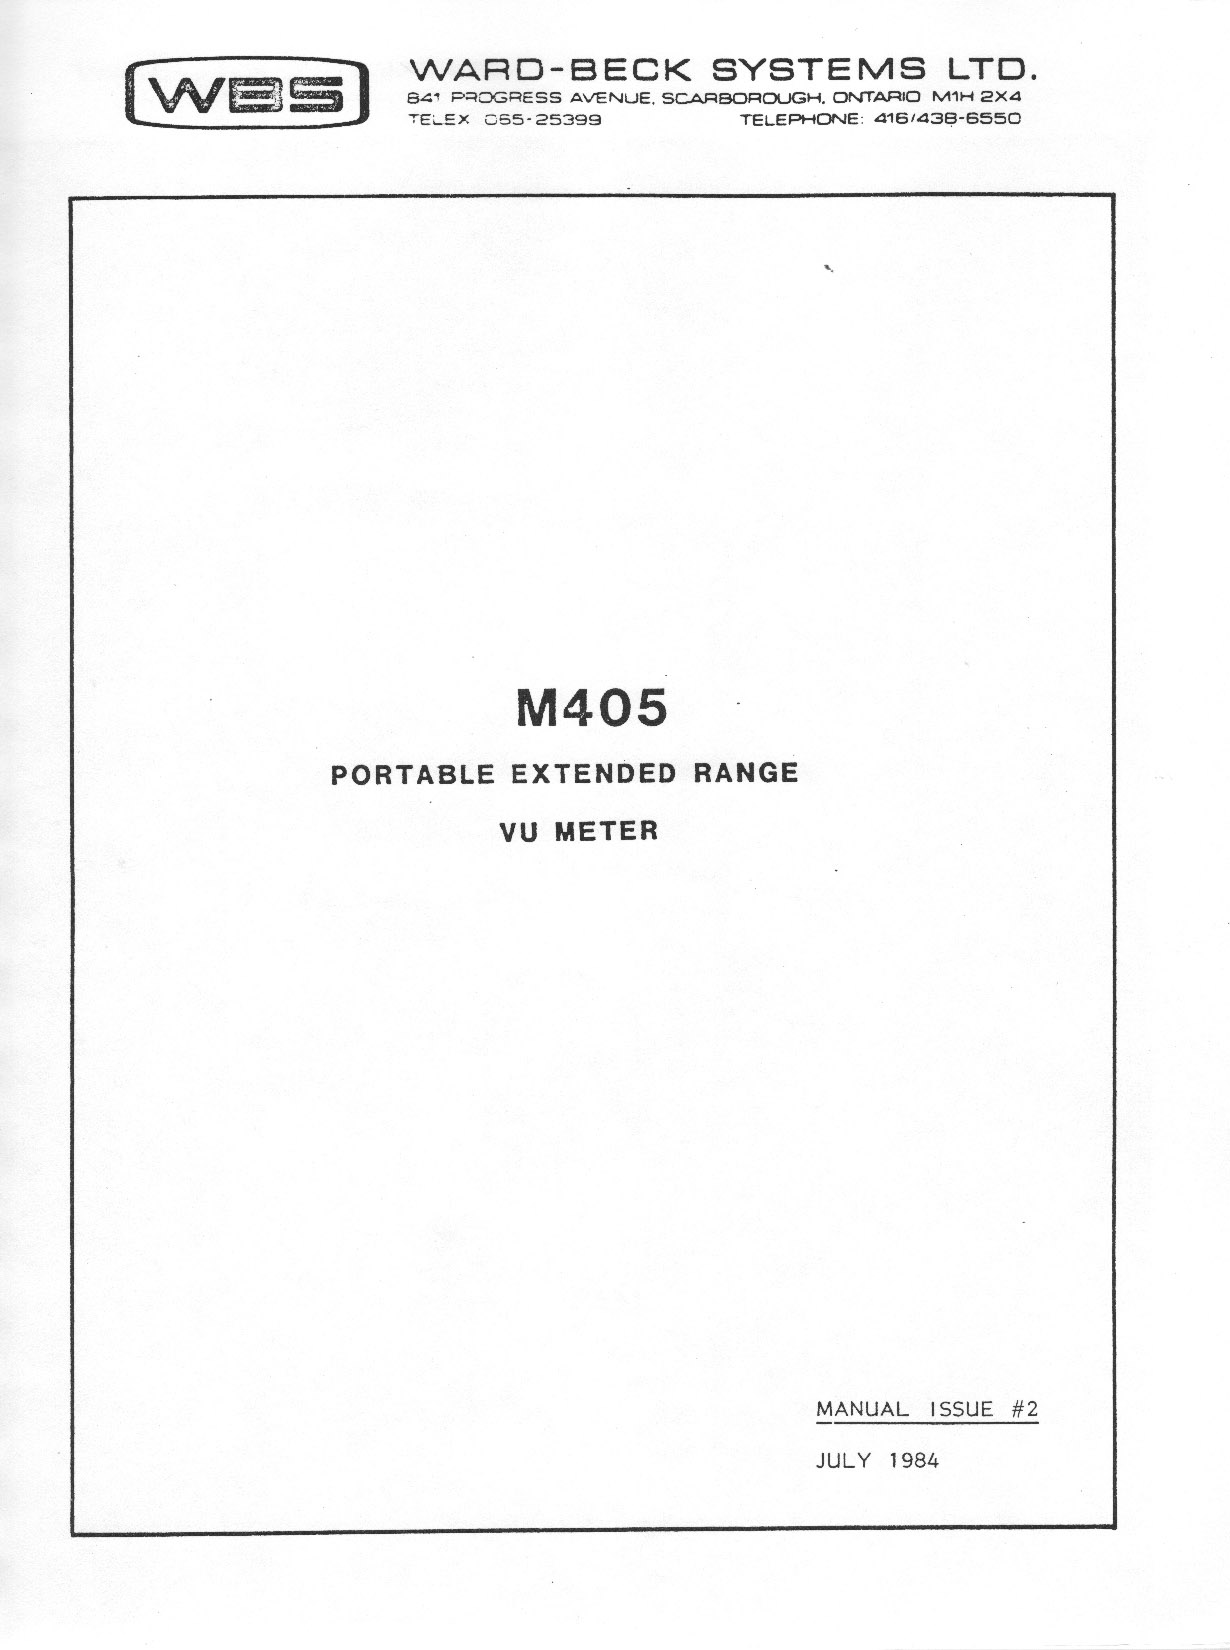 WBS
WARD-BECK SYSTEMS LTD.
841 PROGRESS AVENUE, SCARBOROUGH, ONTARIO M1H 2X4
TELEX 065-25399 TELEPHONE: 416/438-6550
M405
PORTABLE EXTENDED RANGE
VU METER
MANUAL ISSUE #2
JULY 1984